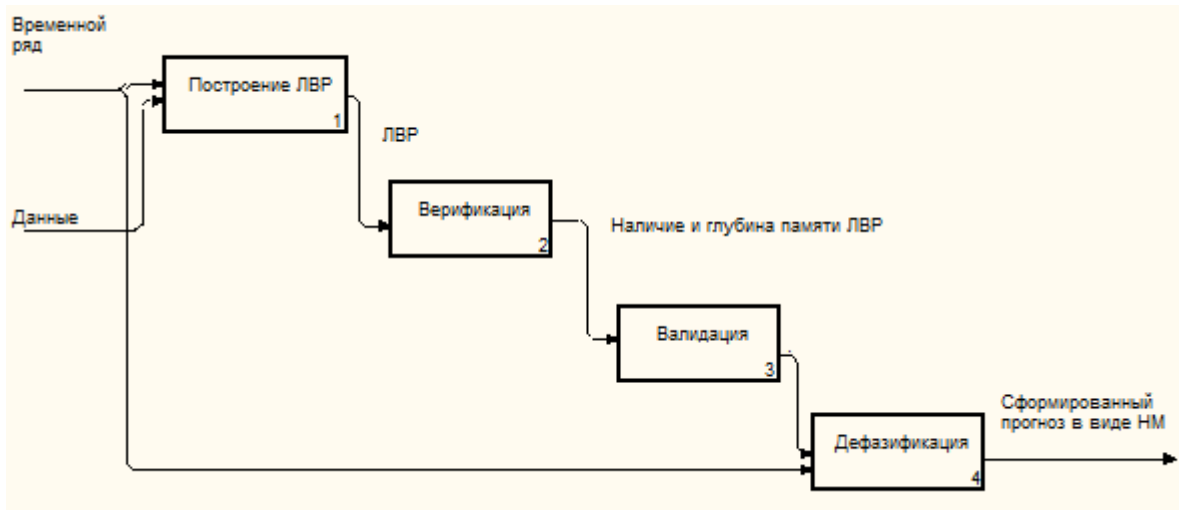 Временной
ряд
Построение ЛВР
1
ЛВР
Данные
Верификация
2
Наличие и глубина памяти ЛВР
Валидация
3
Сформированный
прогноз в виде НМ
Дефазификация
4